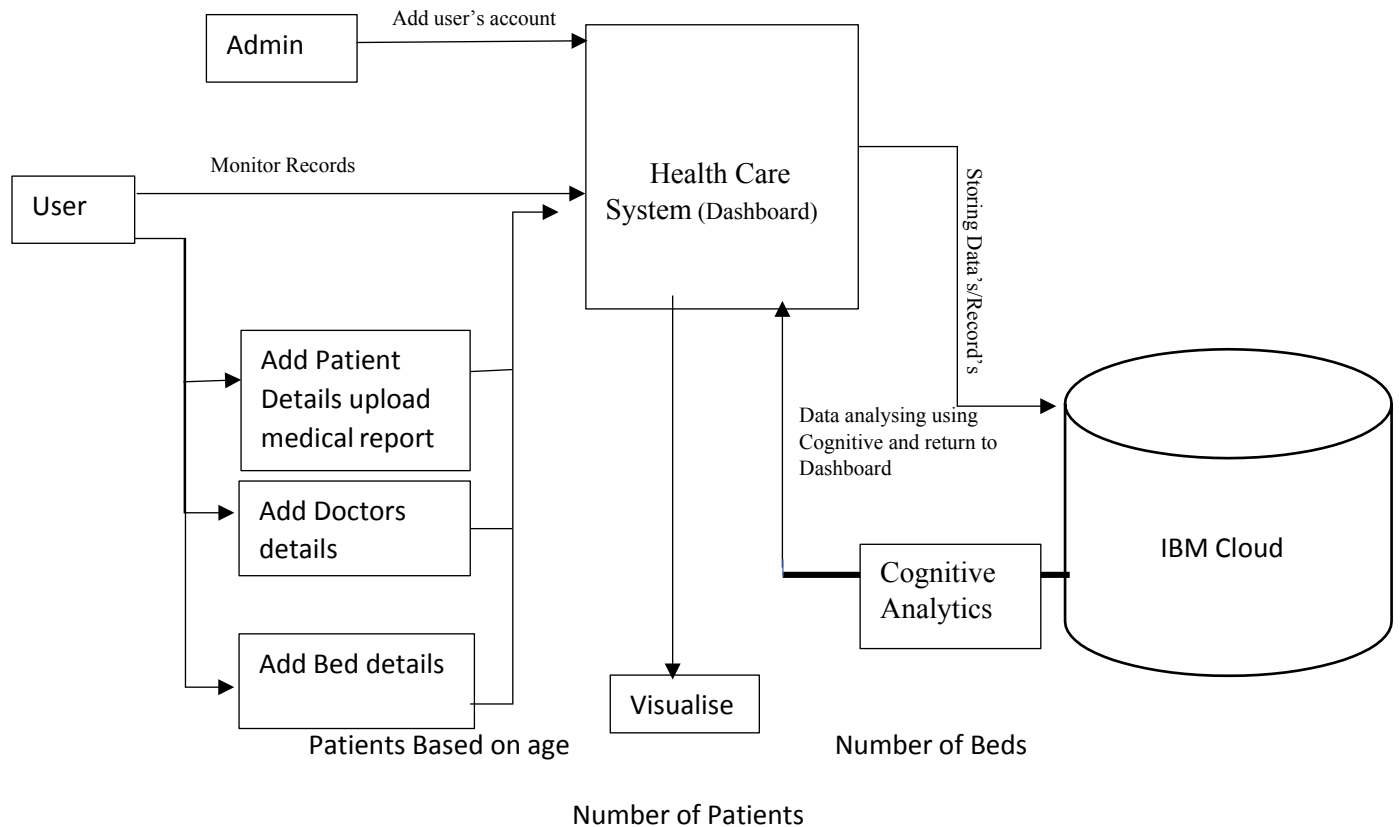 Add user's account
Admin
Monitor Records
User
Health Care
System (Dashboard)
Storing Data's/Record's
Add Patient
Details upload
medical report
Data analysing using
Cognitive and return to
Dashboard
Add Doctors
details
IBM Cloud
Cognitive
Analytics
Add Bed details
Visualise
Patients Based on age
Number of Beds
Number of Patients